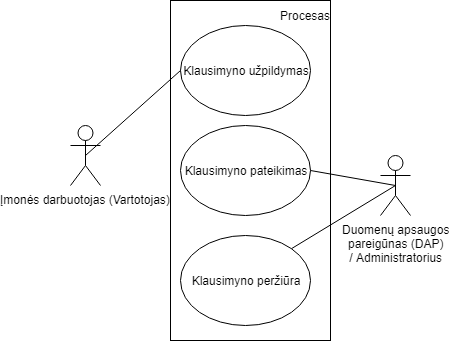 Procesas
Klausimyno užpildymas
Klausimyno pateikimas
Įmonės darbuotojas (Vartotojas)
Duomenų apsaugos
pareigūnas (DAP)
/ Administratorius
Klausimyno peržiūra